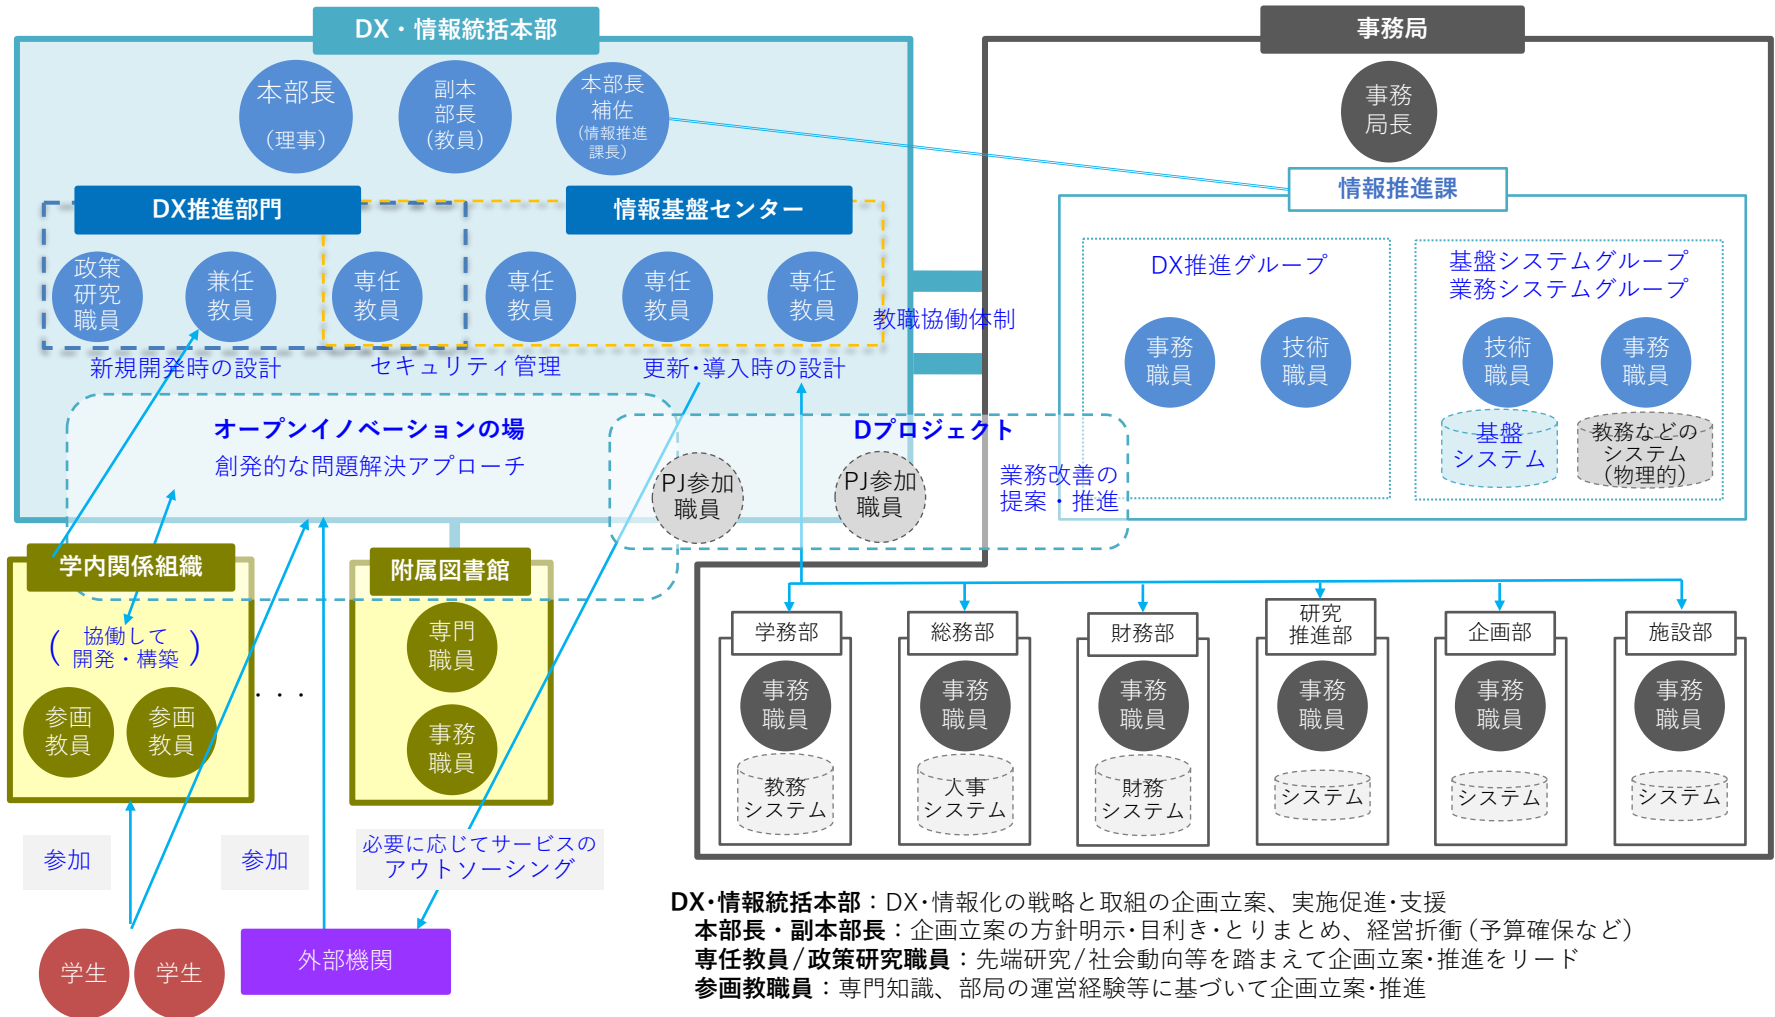 DX・情報統括本部
本部長
（理事）
副本
部長
（教員）
本部長
補佐
（情報推進
課長）
DX推進部門
情報基盤センター
政策
研究
職員
兼任
教員
専任
教員
専任
教員
専任
教員
専任
教員
新規開発時の設計
セキュリティ管理
更新・導入時の設計
教職協働体制
オープンイノベーションの場
創発的な問題解決アプローチ
Dプロジェクト
PJ参加
職員
PJ参加
職員
業務改善の
提案・推進
事務局
事務
局長
情報推進課
DX推進グループ
事務
職員
技術
職員
基盤システムグループ
業務システムグループ
技術
職員
事務
職員
基盤
システム
教務などの
システム
（物理的）
学内関係組織
（協働して
開発・構築）
参画
教員
参画
教員
・・・
附属図書館
専門
職員
事務
職員
学務部
事務
職員
教務
システム
総務部
事務
職員
人事
システム
財務部
事務
職員
財務
システム
研究
推進部
事務
職員
システム
企画部
事務
職員
システム
施設部
事務
職員
システム
参加
参加
必要に応じてサービスの
アウトソーシング
学生
学生
外部機関
DX・情報統括本部：DX・情報化の戦略と取組の企画立案、実施促進・支援
本部長・副本部長：企画立案の方針明示・目利き・とりまとめ、経営折衝（予算確保など）
専任教員/政策研究職員：先端研究/社会動向等を踏まえて企画立案・推進をリード
参画教職員：専門知識、部局の運営経験等に基づいて企画立案・推進